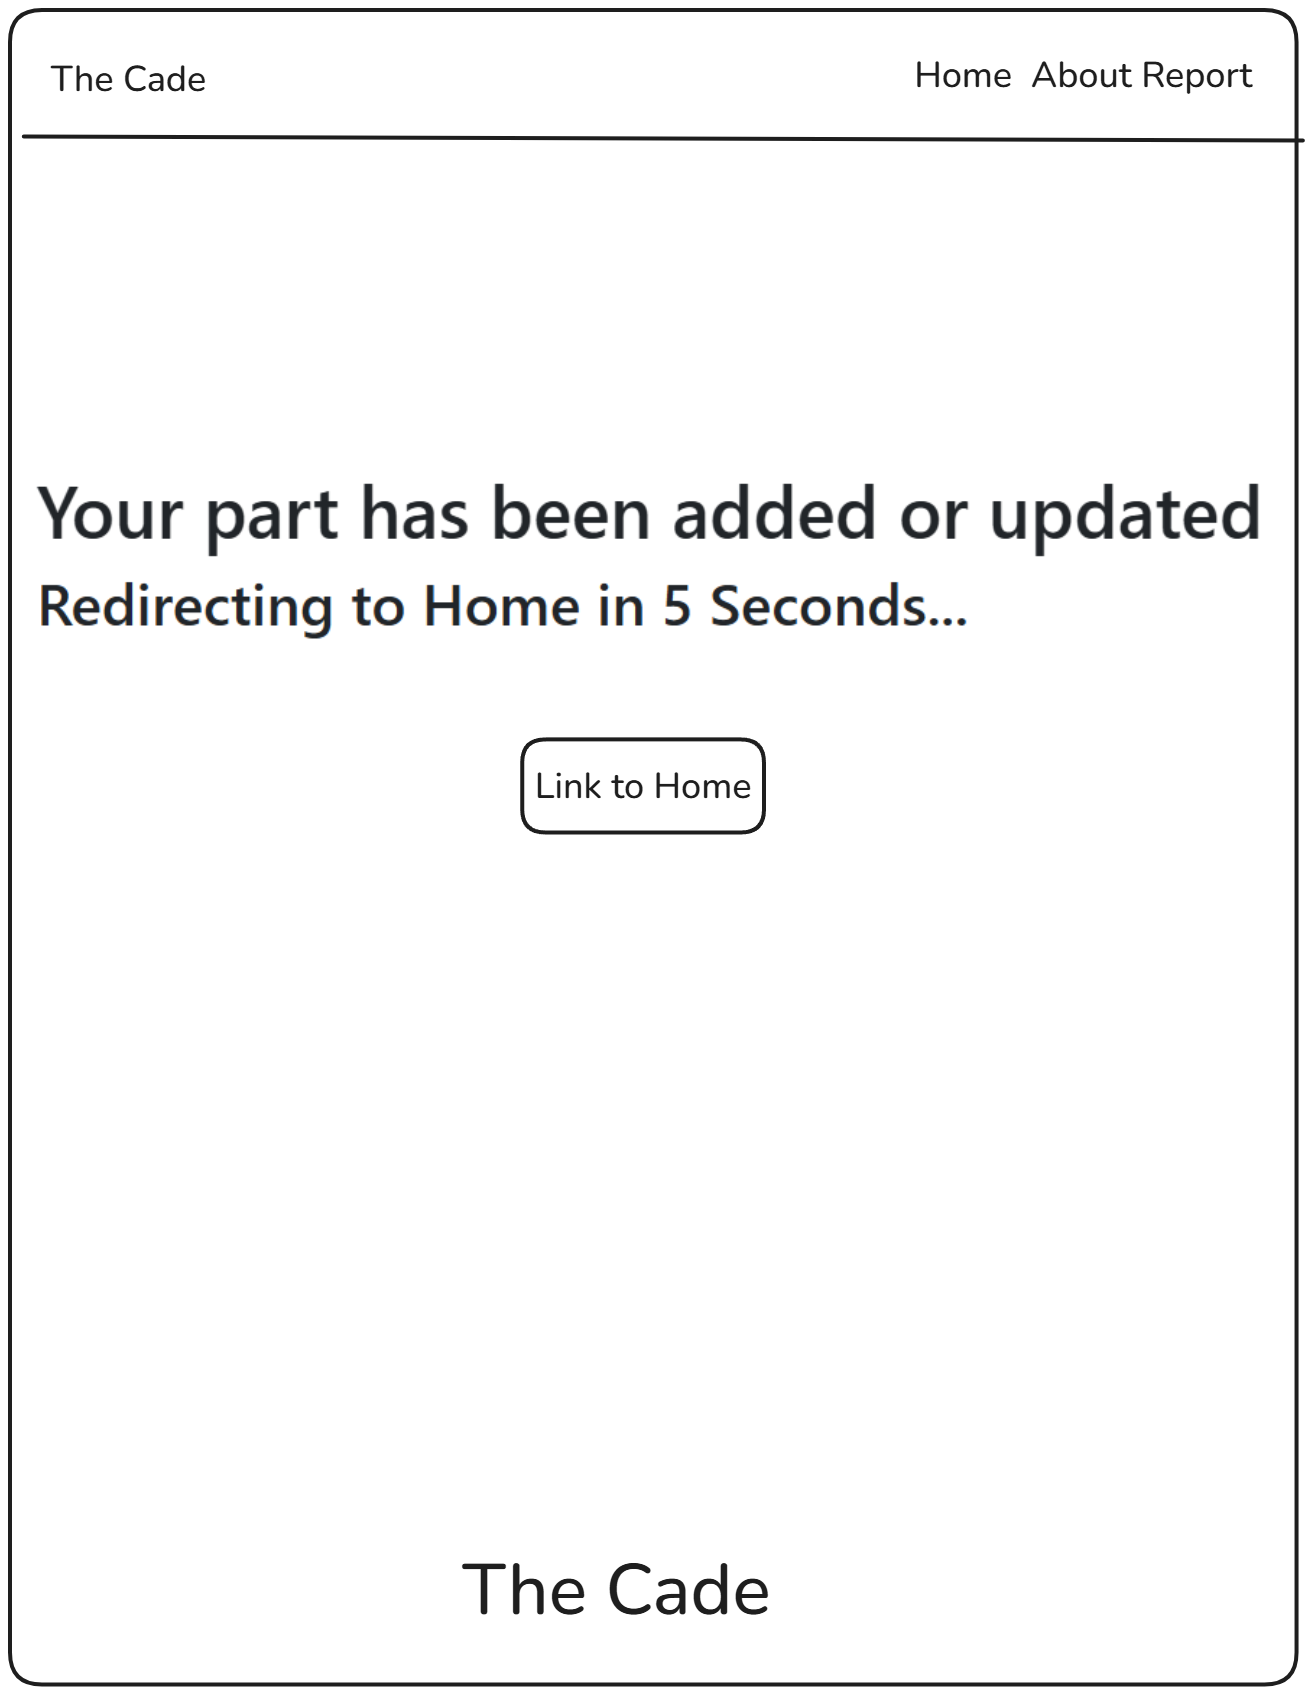 The Cade
Home About Report
Your part has been added or updated
Redirecting to Home in 5 Seconds...
Link to Home
The Cade